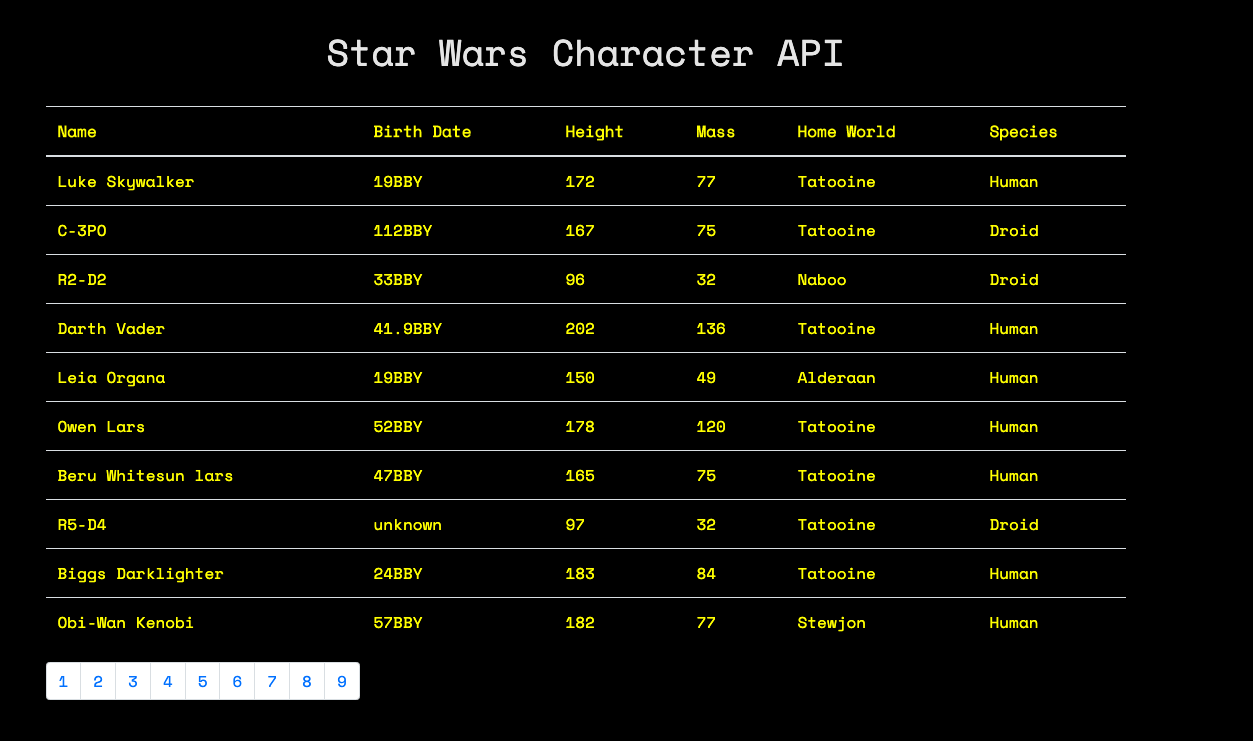 Star Wars Character API
Name Birth Date Height Mass Home World Species
Luke Skywalker 19BBY 172 77 Tatooine Human
C-3PO 112BBY 167 75 Tatooine Droid
R2-D2 33BBY 96 32 Naboo Droid
Darth Vader 41.9BBY 202 136 Tatooine Human
Leia Organa 19BBY 150 49 Alderaan Human
Owen Lars 52BBY 178 120 Tatooine Human
Beru Whitesun lars 47BBY 165 75 Tatooine Human
R5-D4 unknown 97 32 Tatooine Droid
Biggs Darklighter 24BBY 183 84 Tatooine Human
Obi-Wan Kenobi 57BBY 182 77 Stewjon Human
1 2 3 4 5 6 7 8 9